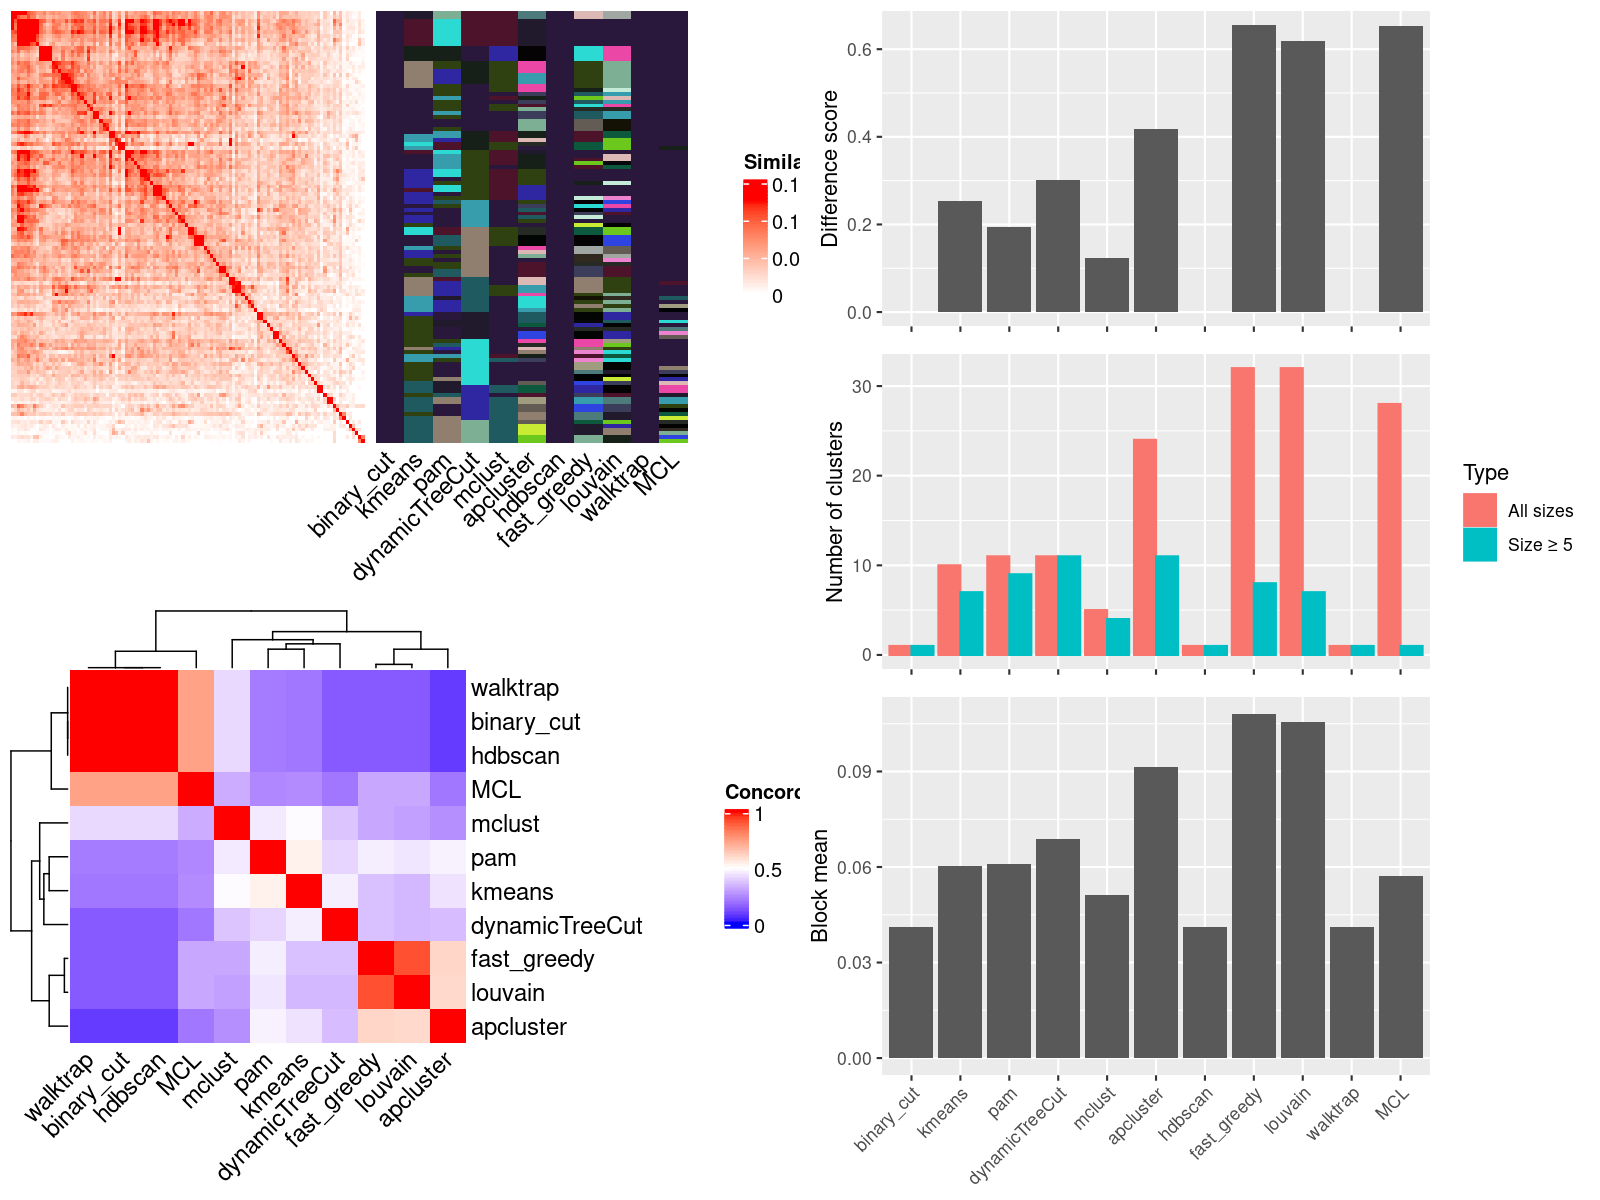 Simila
0.1
0.1
0.0
0
binary_cut
kmeans
pam
dynamicTreeCut
mclust
apcluster
hdbscan
fast_greedy
louvain
walktrap
MCL
walktrap
binary_cut
hdbscan
MCL
mclust
pam
kmeans
dynamicTreeCut
fast_greedy
louvain
apcluster
walktrap
binary_cut
hdbscan
MCL
mclust
pam
kmeans
dynamicTreeCut
fast_greedy
louvain
apcluster
Concord
1
0.5
0
Difference score
0.6
0.4
0.2
0.0
Number of clusters
30
20
10
0
Type
All sizes
Size ≥ 5
Block mean
0.09
0.06
0.03
0.00
binary_cut
kmeans
pam
dynamicTreeCut
mclust
apcluster
hdbscan
fast_greedy
louvain
walktrap
MCL